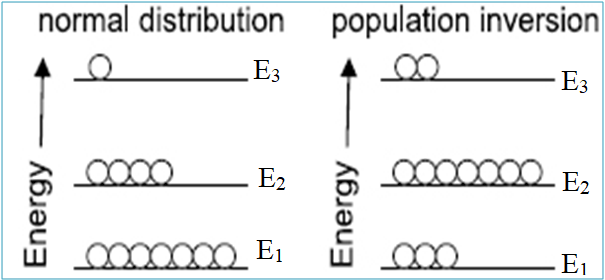 normal distribution
Energy
E3
E2
E1
population inversion
Energy
E3
E2
E1